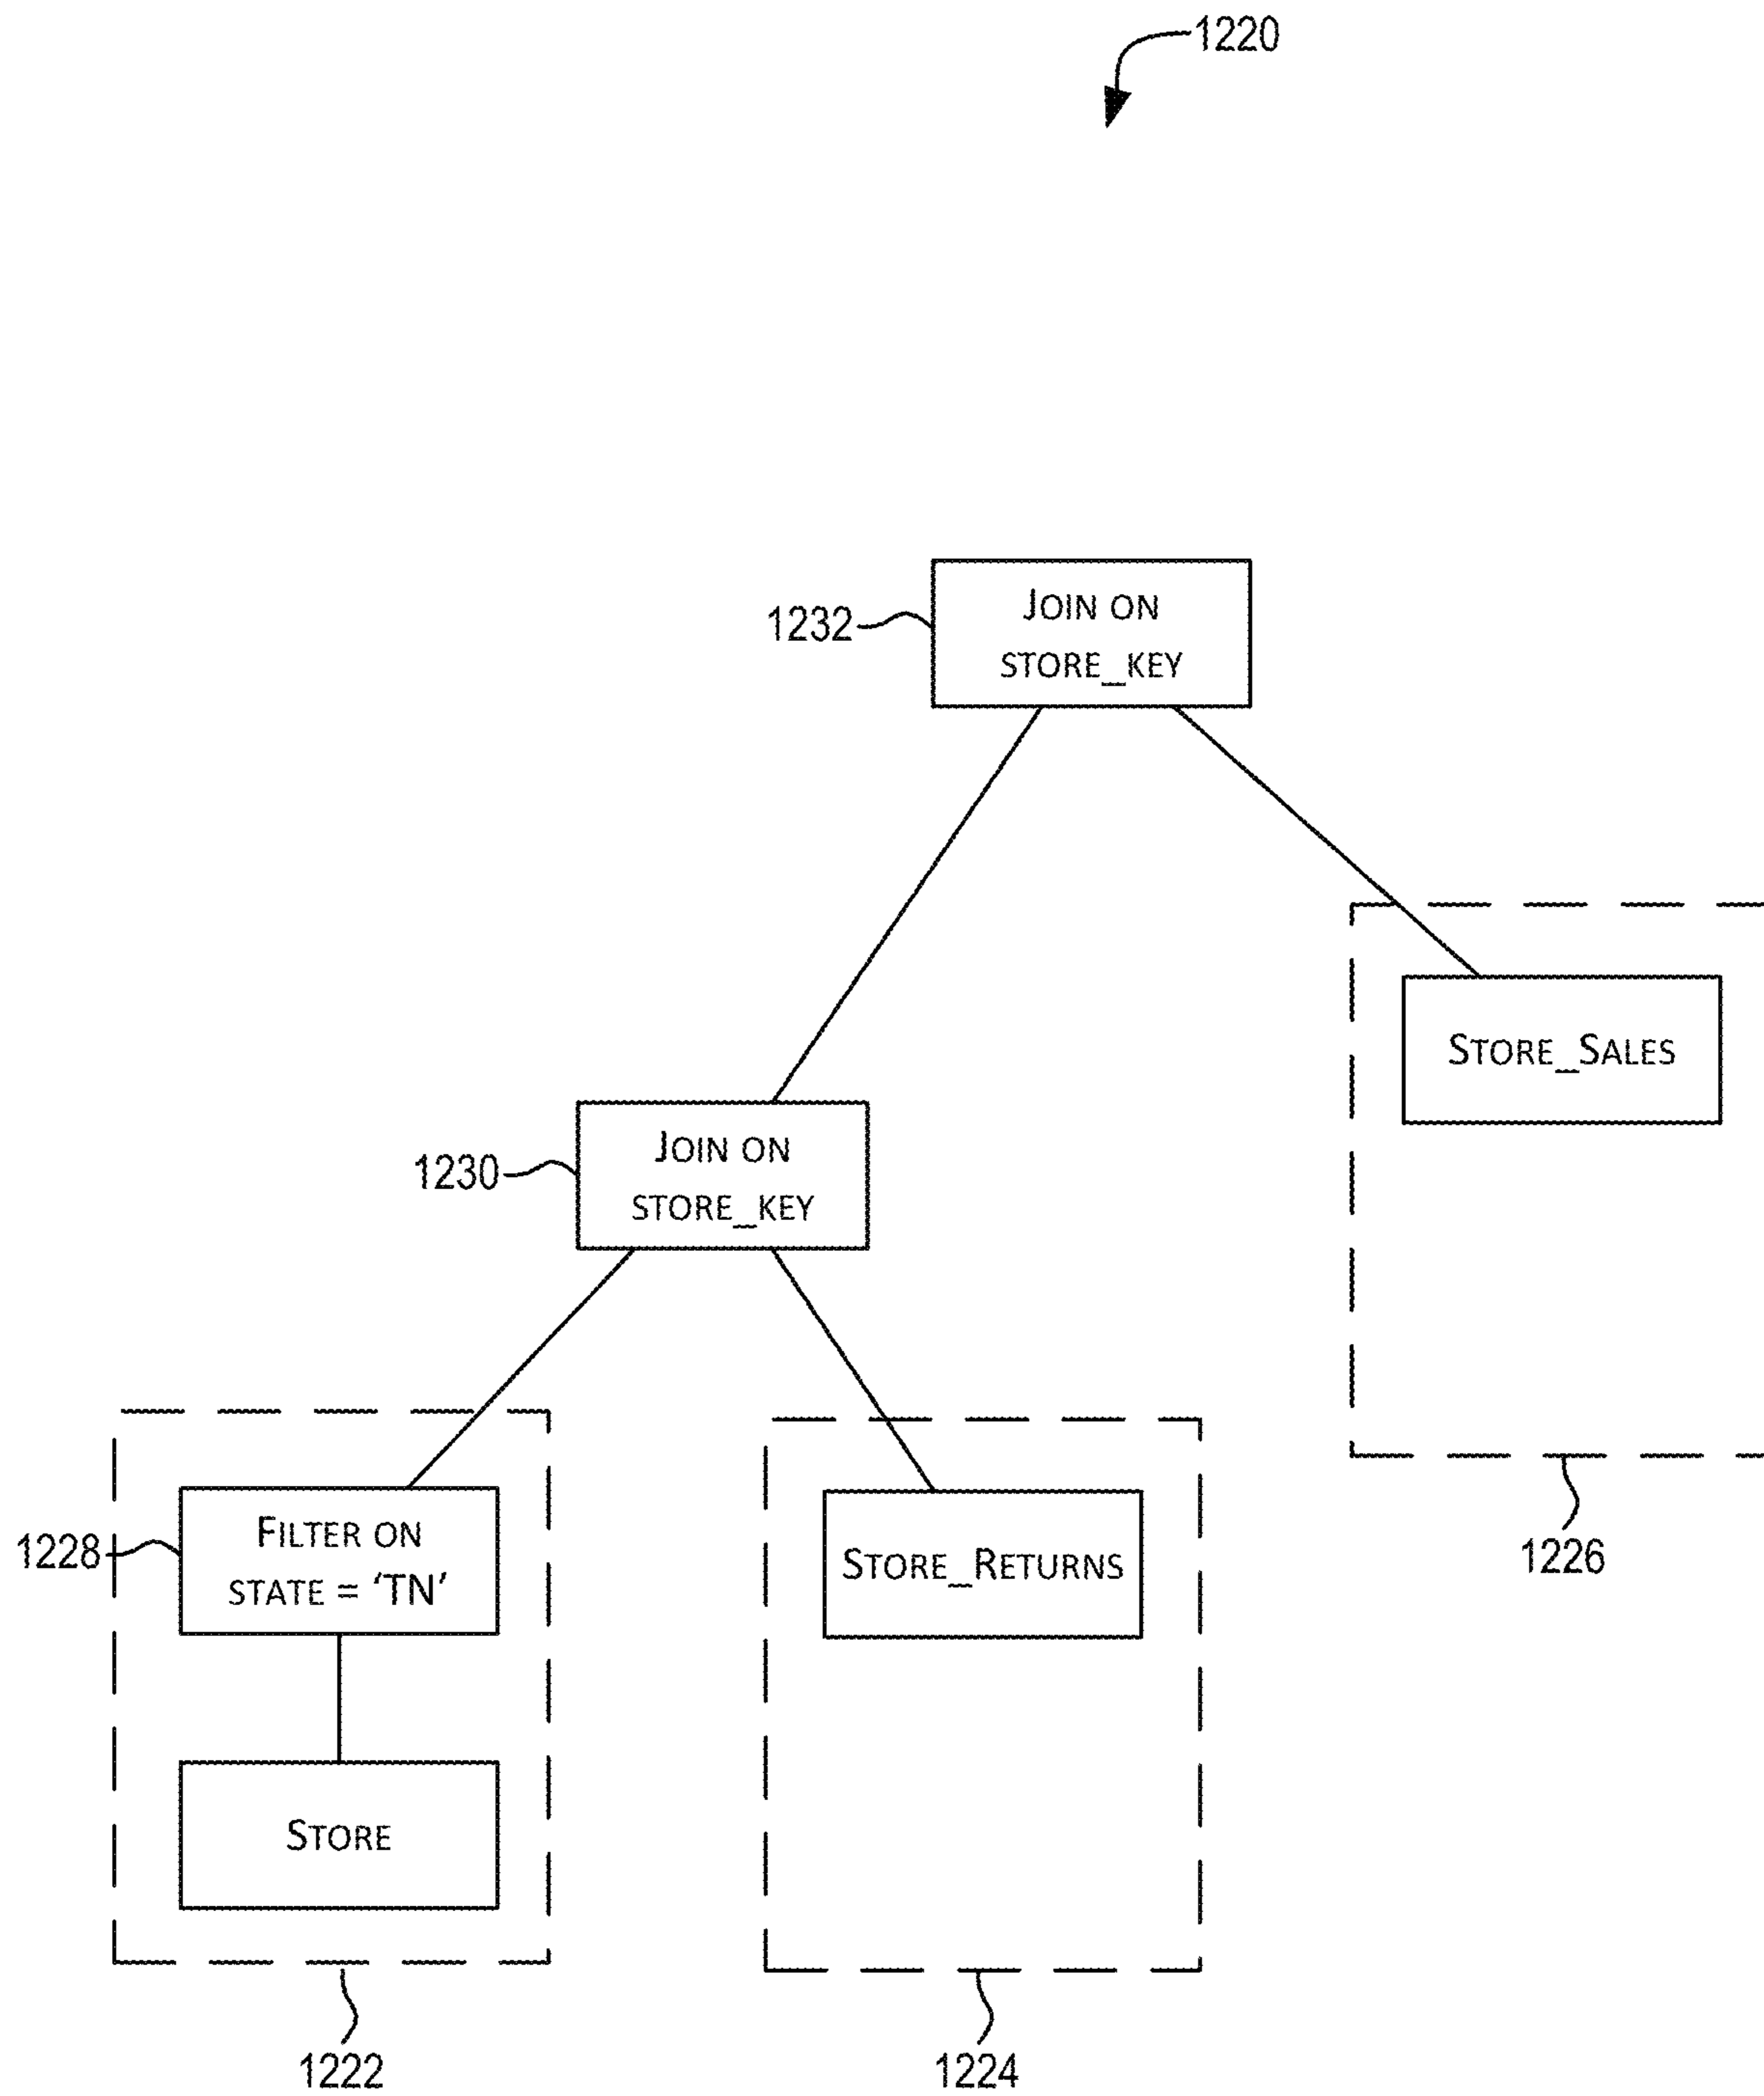 1220
1232
JOIN ON
STORE_KEY
STORE_SALES
1230
JOIN ON
STORE_KEY
1228
FILTER ON
STATE = ‘TN’
STORE_RETURNS
1226
STORE
1222
1224